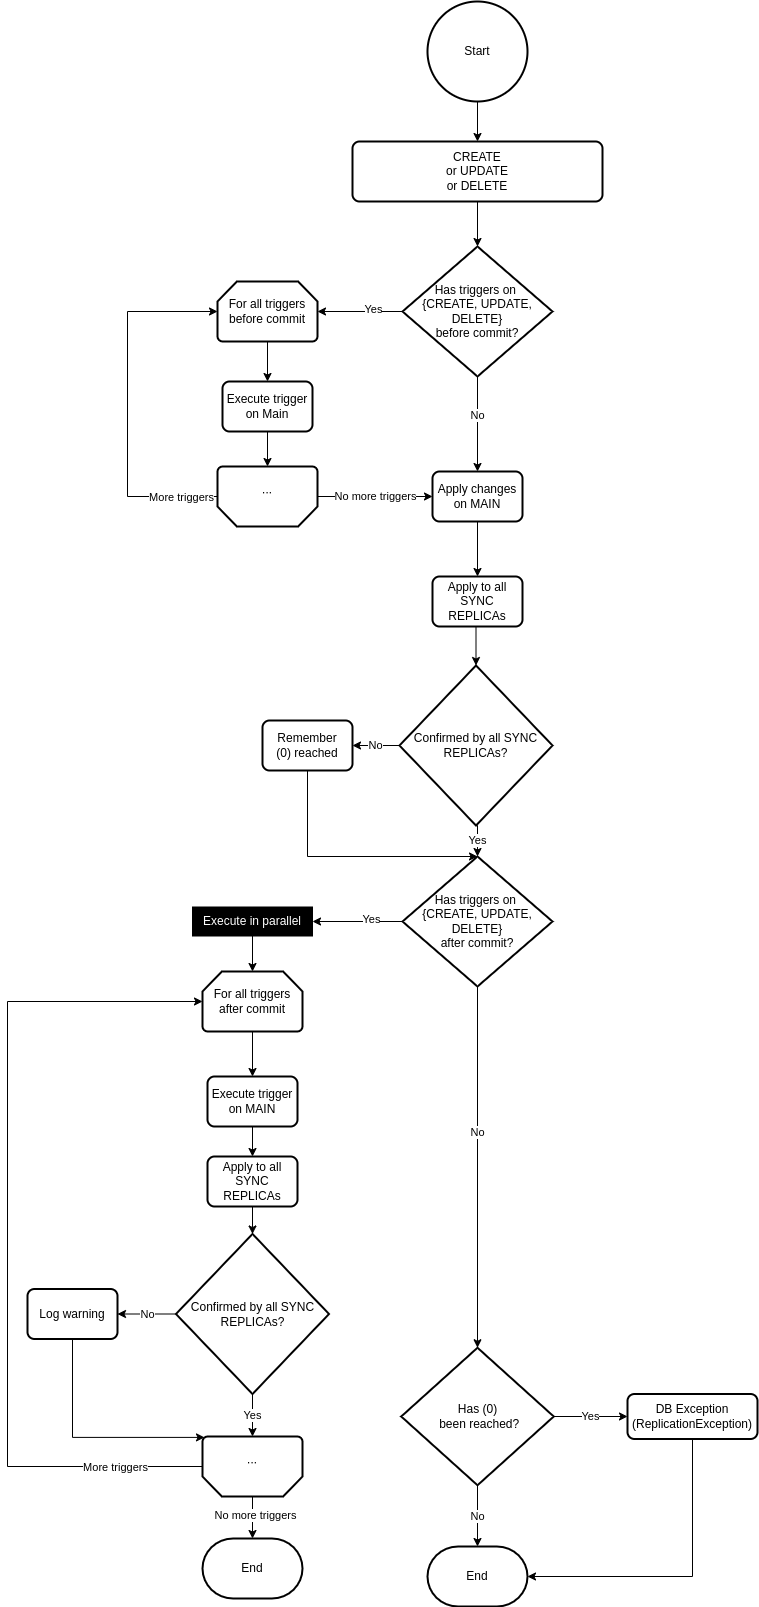 Start
CREATE
or UPDATE
or DELETE
Has triggers on
{CREATE, UPDATE,
DELETE}
before commit?
Yes
For all triggers
before commit
Execute trigger
on Main
...
More triggers
No more triggers
No
Apply changes
on MAIN
Apply to all
SYNC
REPLICAs
Confirmed by all SYNC
REPLICAs?
No
Remember
(0) reached
Yes
Has triggers on
{CREATE, UPDATE,
DELETE}
after commit?
Yes
Execute in parallel
For all triggers
after commit
Execute trigger
on MAIN
Apply to all
SYNC
REPLICAs
Confirmed by all SYNC
REPLICAs?
No
Log warning
Yes
...
More triggers
No more triggers
End
No
Has (0)
been reached?
Yes
DB Exception
(ReplicationException)
No
End